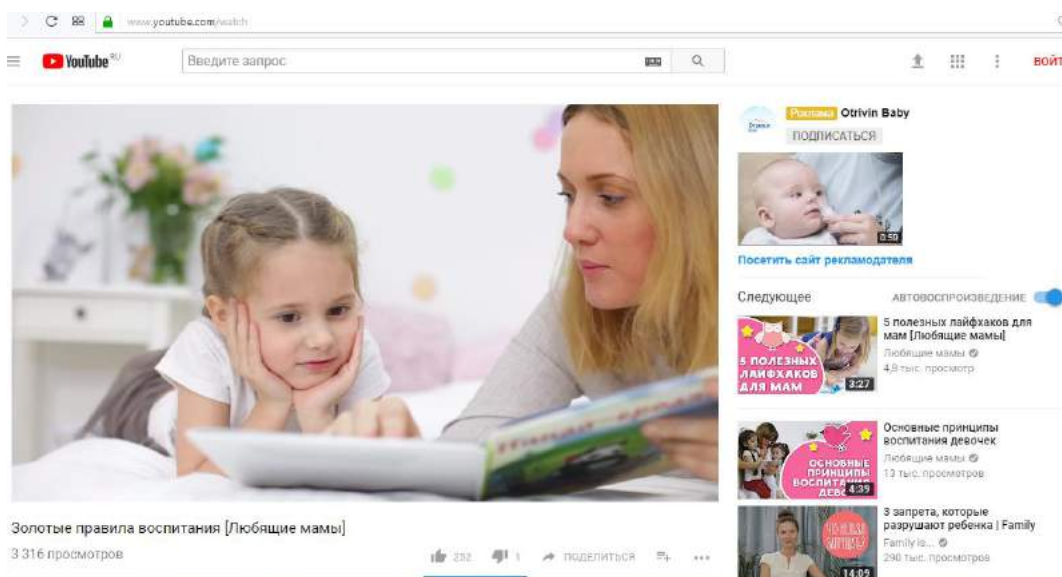 www.youtube.com/watch
YouTube RU
Введите запрос
ВОЙТ
Реклама Otrivin Baby
ПОДПИСАТЬСЯ
0:50
Посетить сайт рекламодателя
Следующее
АВТОВОСПРОИЗВЕДЕНИЕ
5 ПОЛЕЗНЫХ
ЛАЙФХАКОВ
ДЛЯ МАМ
3:27
5 полезных лайфхаков для
мам [Любящие мамы]
Любящие мамы
4,9 тыс. просмотр
ОСНОВНЫЕ
ПРИНЦИПЫ
ВОСПИТА
4:39
Основные принципы
воспитания девочек
Любящие мамы
13 тыс. просмотров
14:09
3 запрета, которые
разрушают ребенка | Family
Family is...
290 тыс. просмотров
Золотые правила воспитания [Любящие мамы]
3 316 просмотров
252
1
ПОДЕЛИТЬСЯ